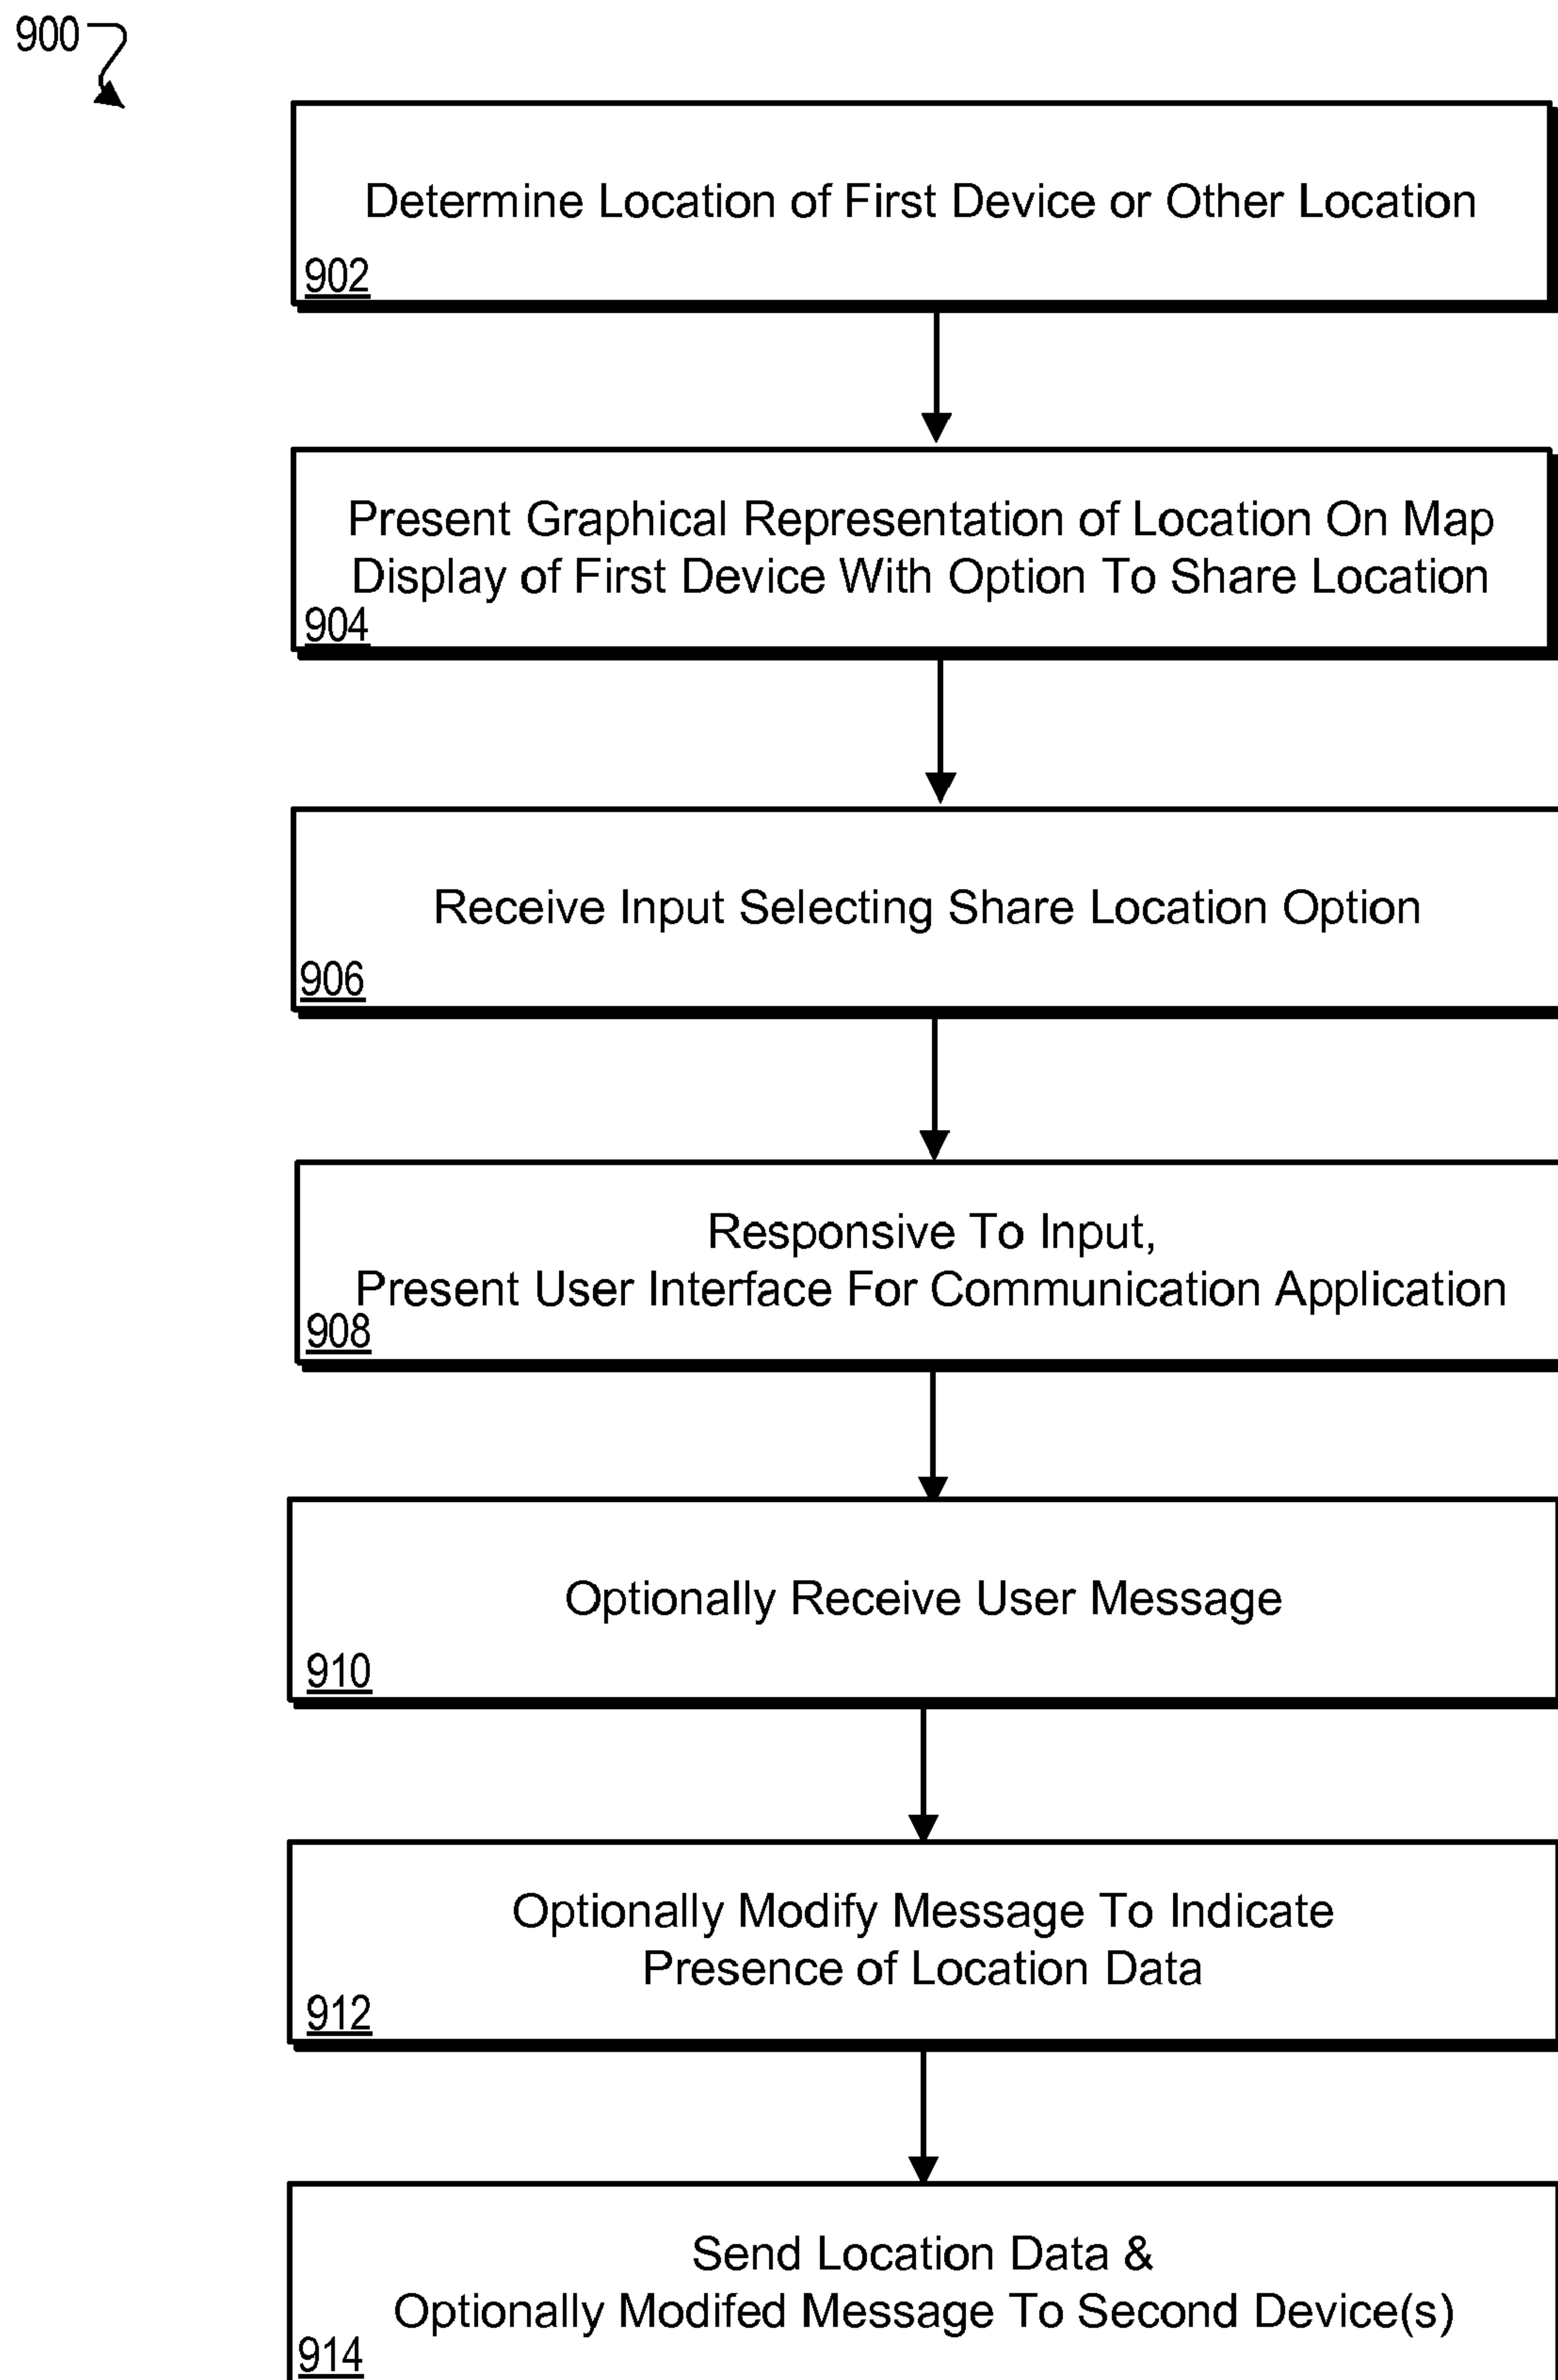 900
Determine Location of First Device or Other Location
902
Present Graphical Representation of Location On Map
Display of First Device With Option To Share Location
904
Receive Input Selecting Share Location Option
906
Responsive To Input,
Present User Interface For Communication Application
908
Optionally Receive User Message
910
Optionally Modify Message To Indicate
Presence of Location Data
912
Send Location Data &
Optionally Modifed Message To Second Device(s)
914